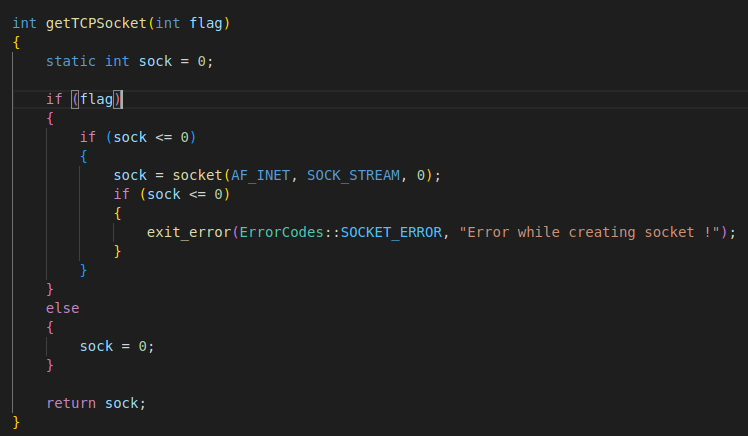 int getTCPSocket(int flag)
{
    static int sock = 0;

    if (flag)
    {
        if (sock <= 0)
        {
            sock = socket(AF_INET, SOCK_STREAM, 0);
            if (sock <= 0)
            {
                exit_error(ErrorCodes::SOCKET_ERROR, "Error while creating socket !");
            }
        }
    }
    else
    {
        sock = 0;
    }

    return sock;
}